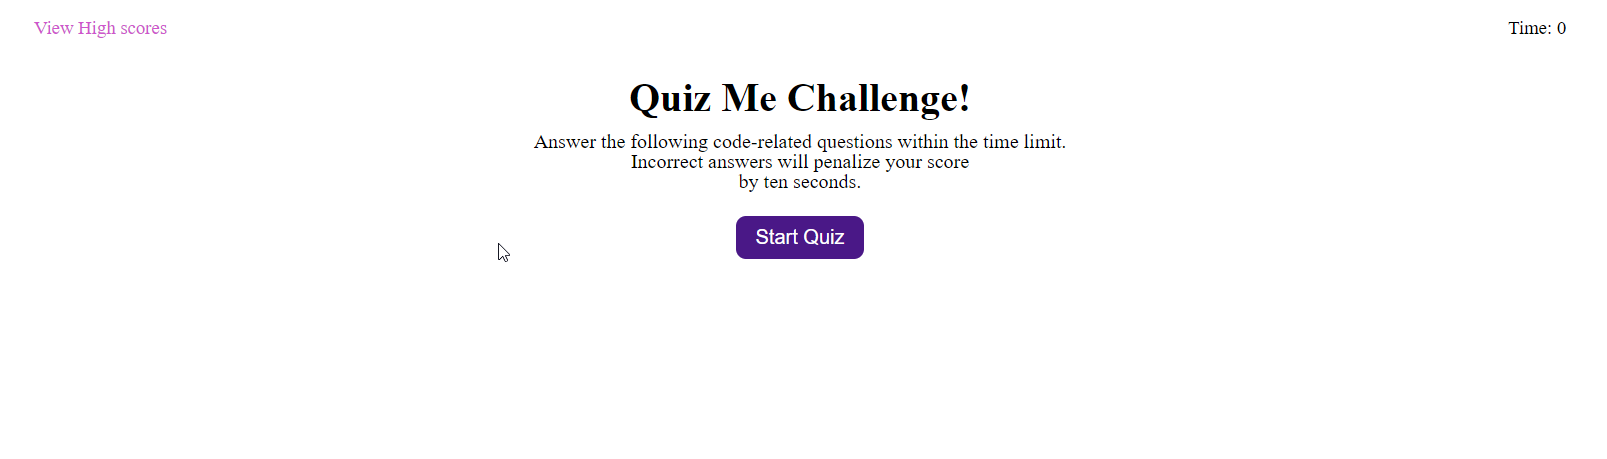 View High scores
Time: 0
Quiz Me Challenge!
Answer the following code-related questions within the time limit.
Incorrect answers will penalize your score
by ten seconds.
Start Quiz